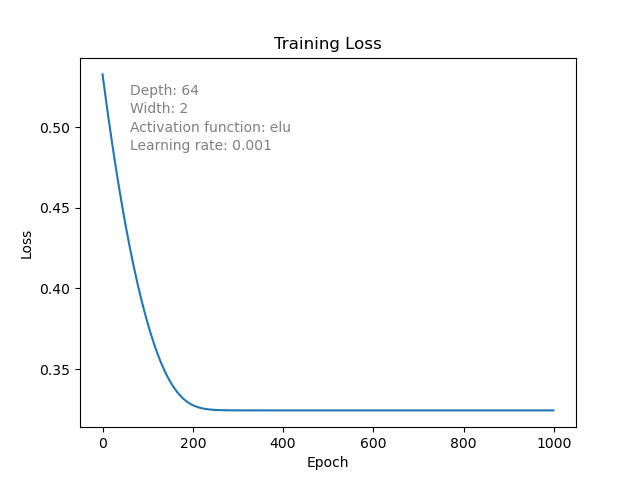 Training Loss
Depth: 64
Width: 2
Activation function: elu
Learning rate: 0.001
0.50
0.45
0.40
0.35
Loss
0
200
400
600
800
1000
Epoch